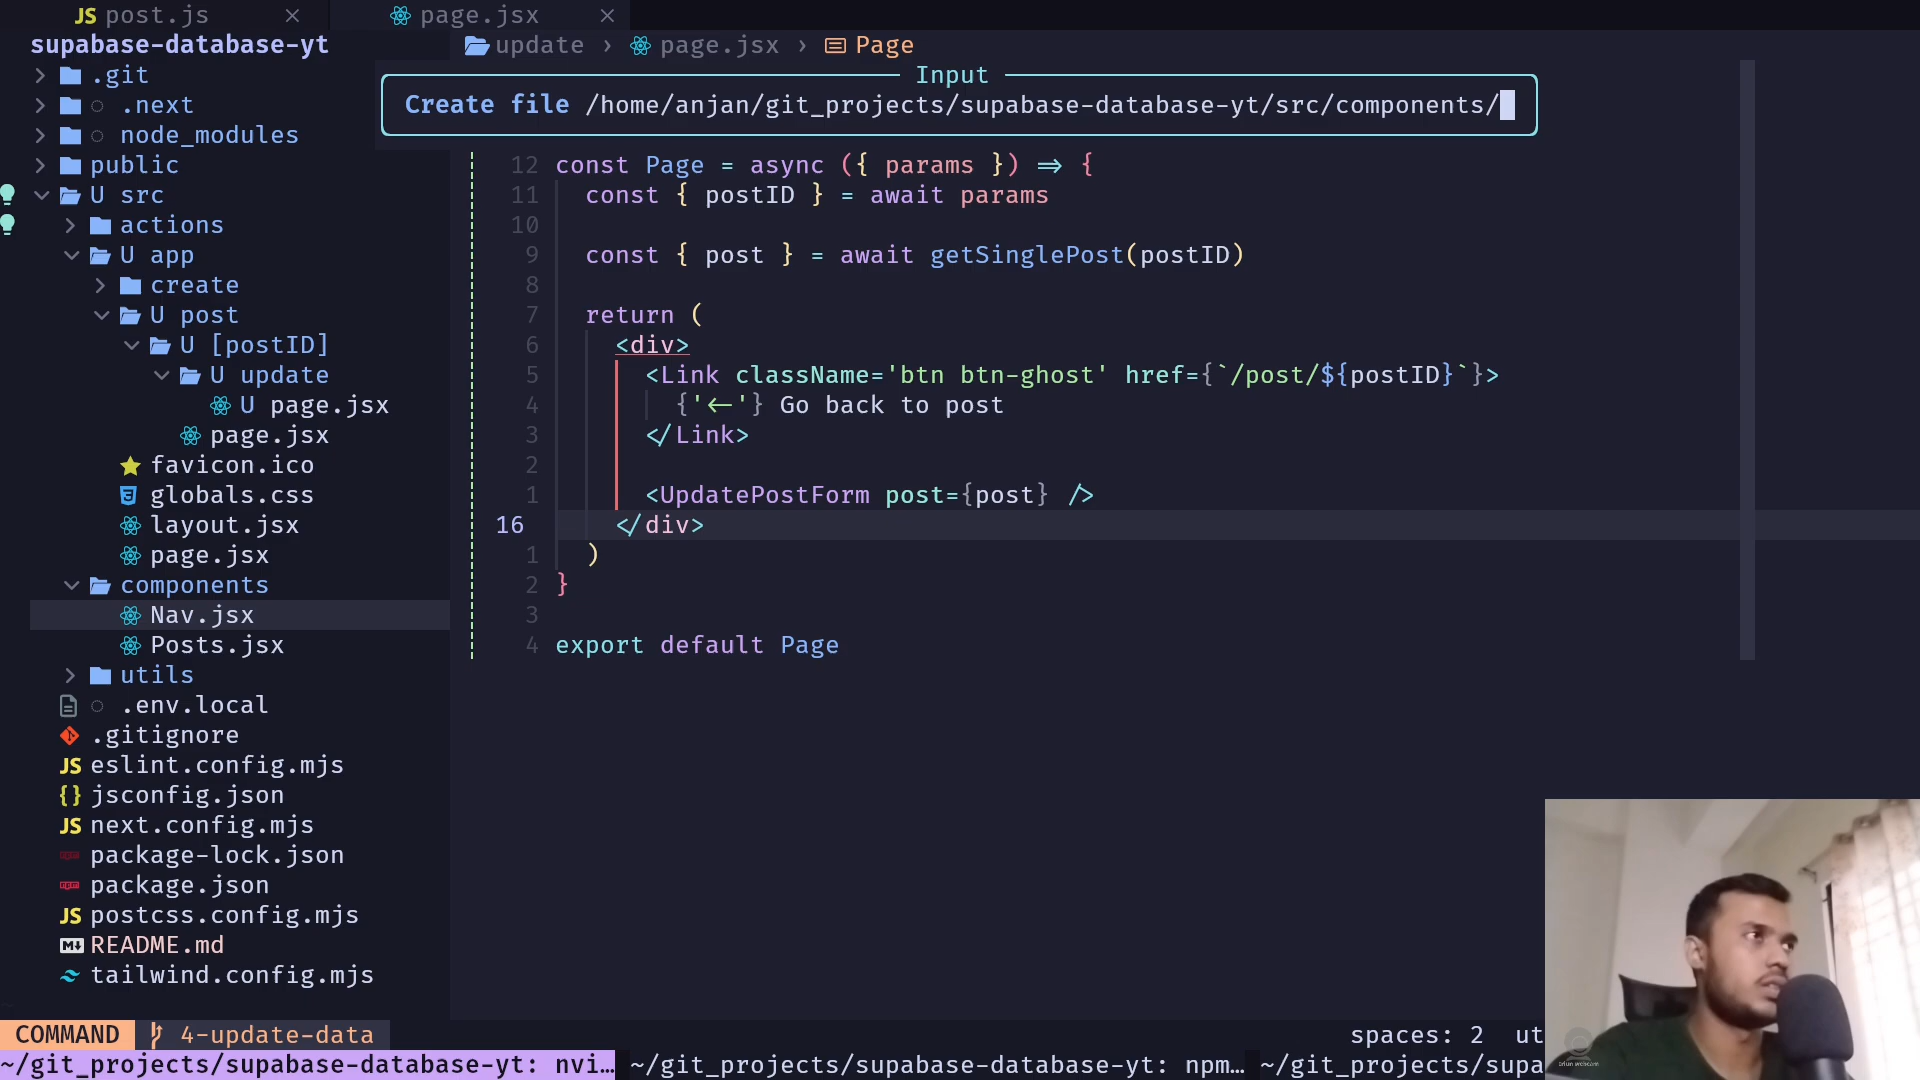 JS post.js ×
page.jsx ×
supabase-database-yt
.git
.next
node_modules
public
U src
actions
U app
create
U post
U [postID]
U update
U page.jsx
page.jsx
favicon.ico
globals.css
layout.jsx
page.jsx
components
Nav.jsx
Posts.jsx
utils
.env.local
.gitignore
JS eslint.config.mjs
{} jsconfig.json
JS next.config.mjs
package-lock.json
package.json
JS postcss.config.mjs
README.md
tailwind.config.mjs
update › page.jsx › Page
Input
Create file /home/anjan/git_projects/supabase-database-yt/src/components/
12 const Page = async ({ params }) => {
11 const { postID } = await params
10
9 const { post } = await getSinglePost(postID)
8
7 return (
6 <div>
5 <Link className='btn btn-ghost' href={`/post/${postID}`}>
4 {'<-'} Go back to post
3 </Link>
2
1 <UpdatePostForm post={post} />
16 </div>
1 )
2 }
3
4 export default Page
COMMAND 4-update-data spaces: 2 ut
~/git_projects/supabase-database-yt: nvi… ~/git_projects/supabase-database-yt: npm… ~/git_projects/supa